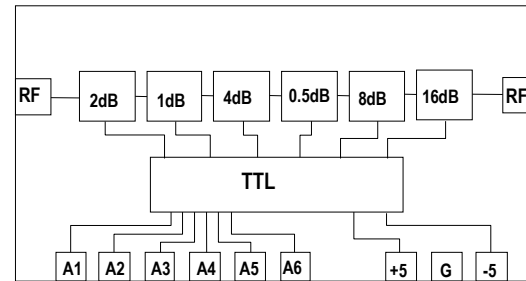 RF 2dB 1dB 4dB 0.5dB 8dB 16dB RF
TTL
A1 A2 A3 A4 A5 A6 +5 G -5